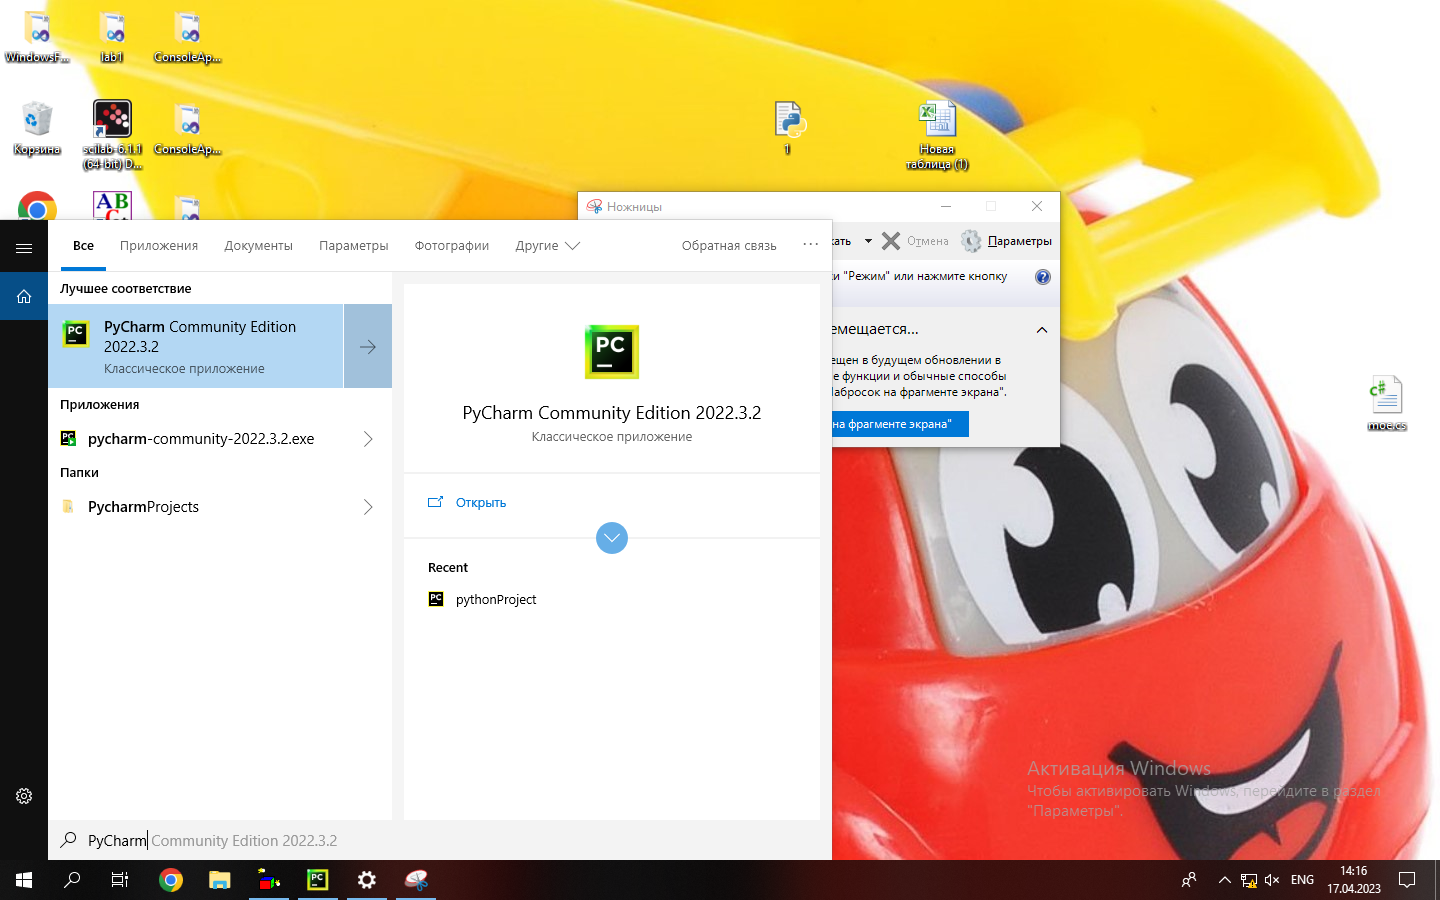 WindowsF...
lab1
ConsoleAp...
Корзина
scilab-6.1.1
(64-bit) D...
ConsoleAp...
1
Новая
таблица (1)
Ножницы
Отмена
Параметры
и "Режим" или нажмите кнопку
емещается...
ещен в будущем обновлении в
е функции и обычные способы
абросок на фрагменте экрана".
на фрагменте экрана"
moe.cs
Все
Приложения
Документы
Параметры
Фотографии
Другие
Обратная связь
...
Лучшее соответствие
PyCharm Community Edition
2022.3.2
Классическое приложение
Приложения
pycharm-community-2022.3.2.exe
Папки
PycharmProjects
PC
PyCharm Community Edition 2022.3.2
Классическое приложение
Открыть
Recent
pythonProject
PyCharm Community Edition 2022.3.2
Активация Windows
Чтобы активировать Windows, перейдите в раздел
"Параметры".
ENG
14:16
17.04.2023